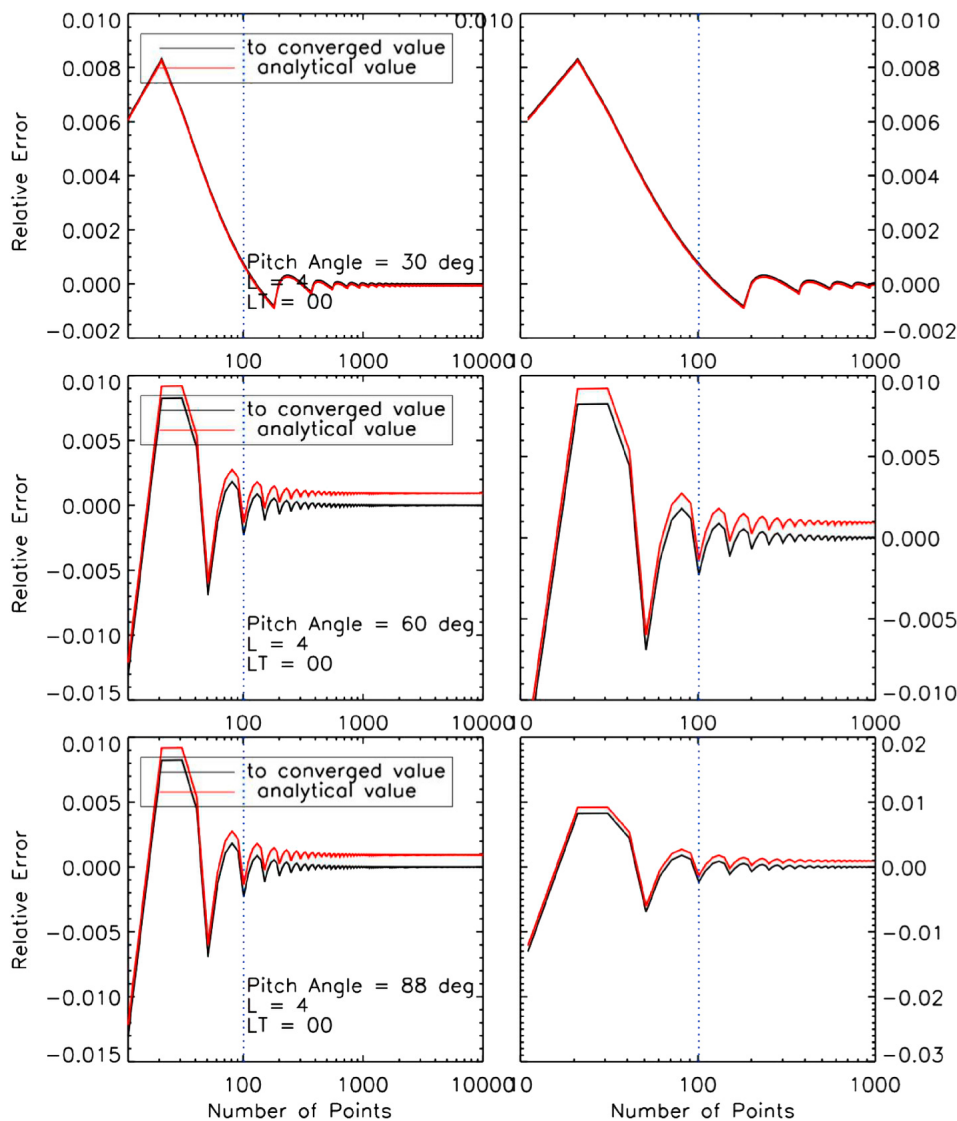 0.010
0.010
0.010
to converged value
analytical value
0.008
0.008
0.006
0.006
Relative Error
0.004
0.004
0.002
0.002
Pitch Angle = 30 deg
L = 4
LT = 00
0.000
0.000
-0.002
-0.002
100 1000 10000
10 100 1000
0.010
0.010
to converged value
analytical value
0.005
0.005
Relative Error
0.000
0.000
-0.005
-0.005
Pitch Angle = 60 deg
L = 4
LT = 00
-0.010
-0.015
-0.010
100 1000 10000
10 100 1000
0.010
0.02
to converged value
analytical value
0.005
0.01
Relative Error
0.000
0.00
-0.005
-0.01
Pitch Angle = 88 deg
L = 4
LT = 00
-0.010
-0.02
-0.015
-0.03
100 1000 10000
10 100 1000
Number of Points
Number of Points